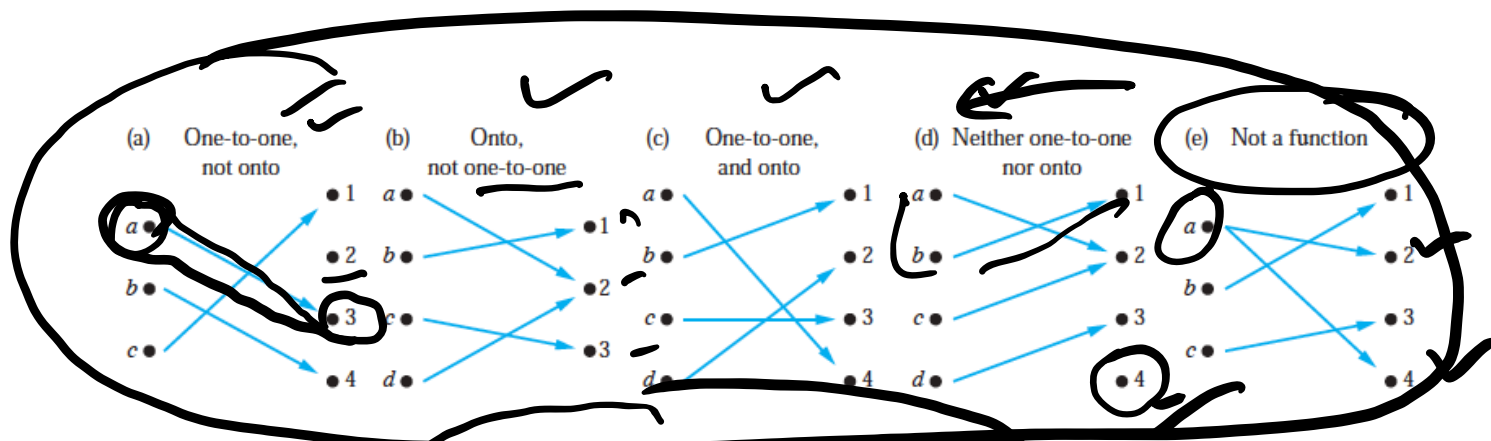 (a) One-to-one, not onto
a
b
c
1
2
3
4
(b) Onto, not one-to-one
a
b
c
d
1
2
3
(c) One-to-one, and onto
a
b
c
d
1
2
3
4
(d) Neither one-to-one nor onto
a
b
c
d
1
2
3
4
(e) Not a function
a
b
c
1
2
3
4